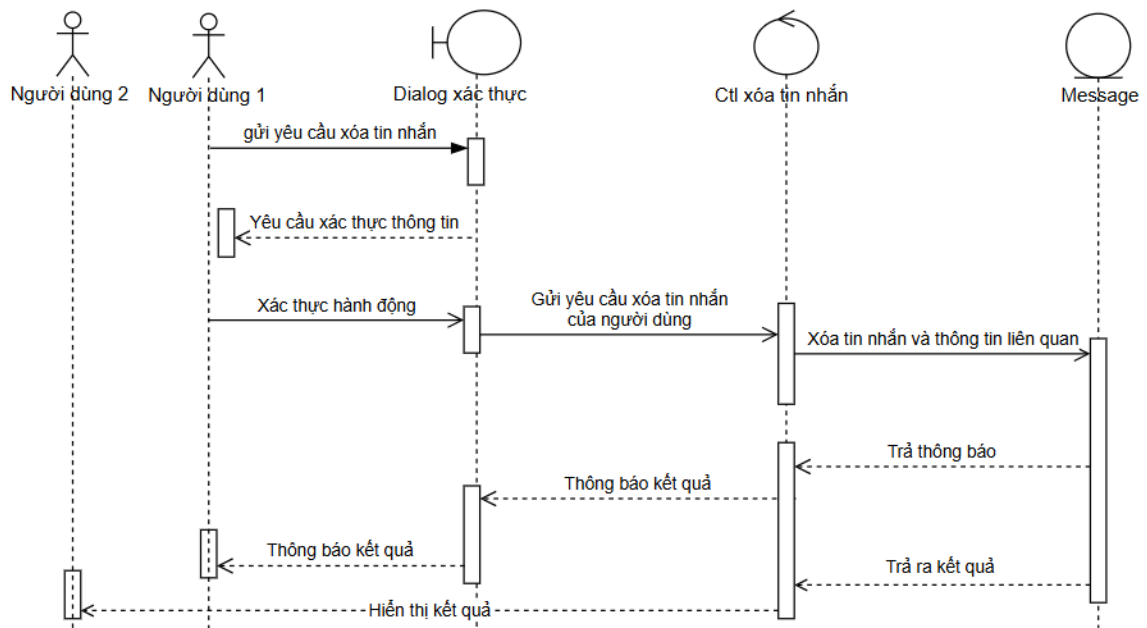 Người dùng 2
Người dùng 1
Dialog xác thực
Ctl xóa tin nhắn
Message
gửi yêu cầu xóa tin nhắn
Yêu cầu xác thực thông tin
Xác thực hành động
Gửi yêu cầu xóa tin nhắn
của người dùng
Xóa tin nhắn và thông tin liên quan
Trả thông báo
Thông báo kết quả
Thông báo kết quả
Trả ra kết quả
Hiển thị kết quả